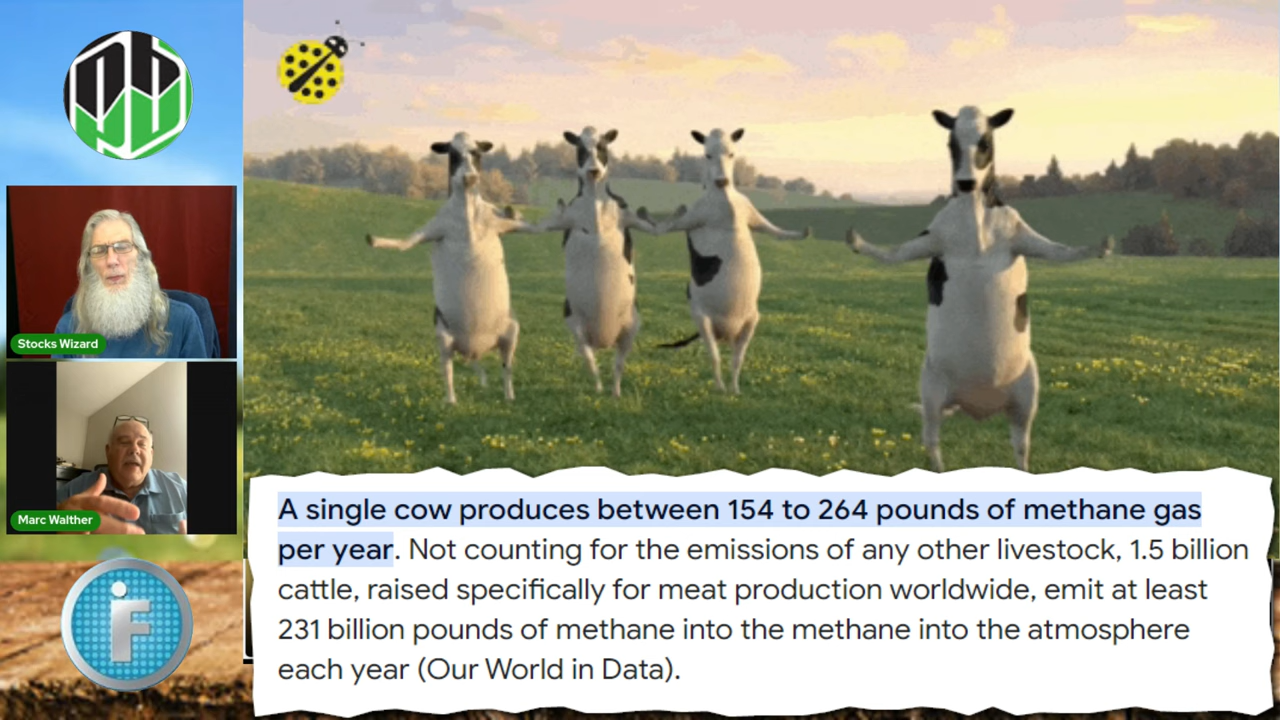 Stocks Wizard
Marc Walther
iF
A single cow produces between 154 to 264 pounds of methane gas
per year. Not counting for the emissions of any other livestock, 1.5 billion
cattle, raised specifically for meat production worldwide, emit at least
231 billion pounds of methane into the methane into the atmosphere
each year (Our World in Data).